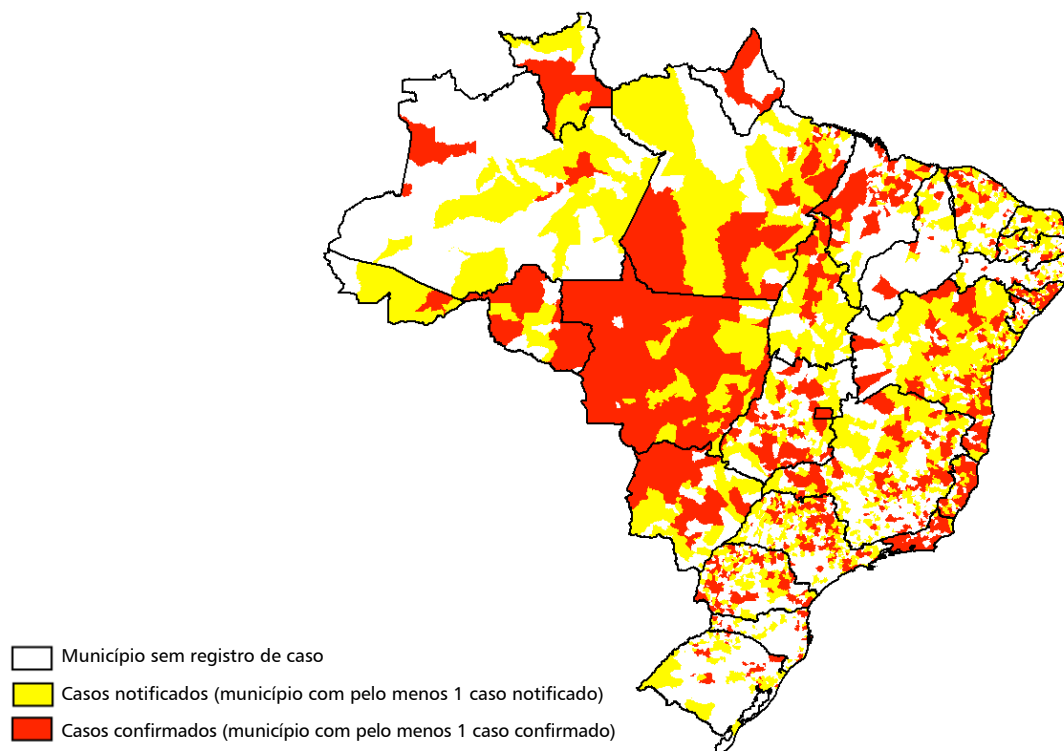 Município sem registro de caso
Casos notificados (município com pelo menos 1 caso notificado)
Casos confirmados (município com pelo menos 1 caso confirmado)